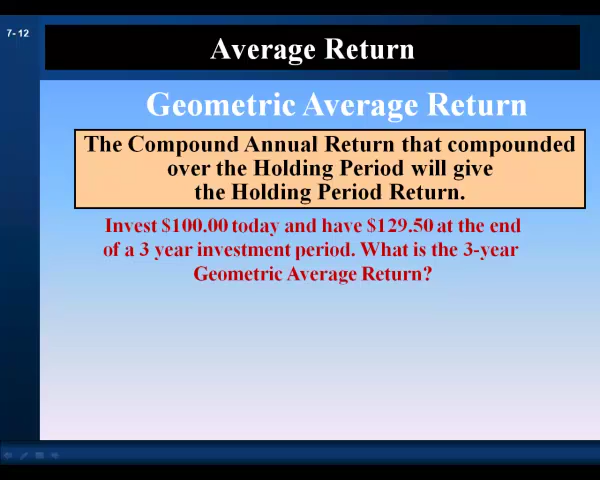 7- 12
Average Return
Geometric Average Return
The Compound Annual Return that compounded
over the Holding Period will give
the Holding Period Return.
Invest $100.00 today and have $129.50 at the end
of a 3 year investment period. What is the 3-year
Geometric Average Return?